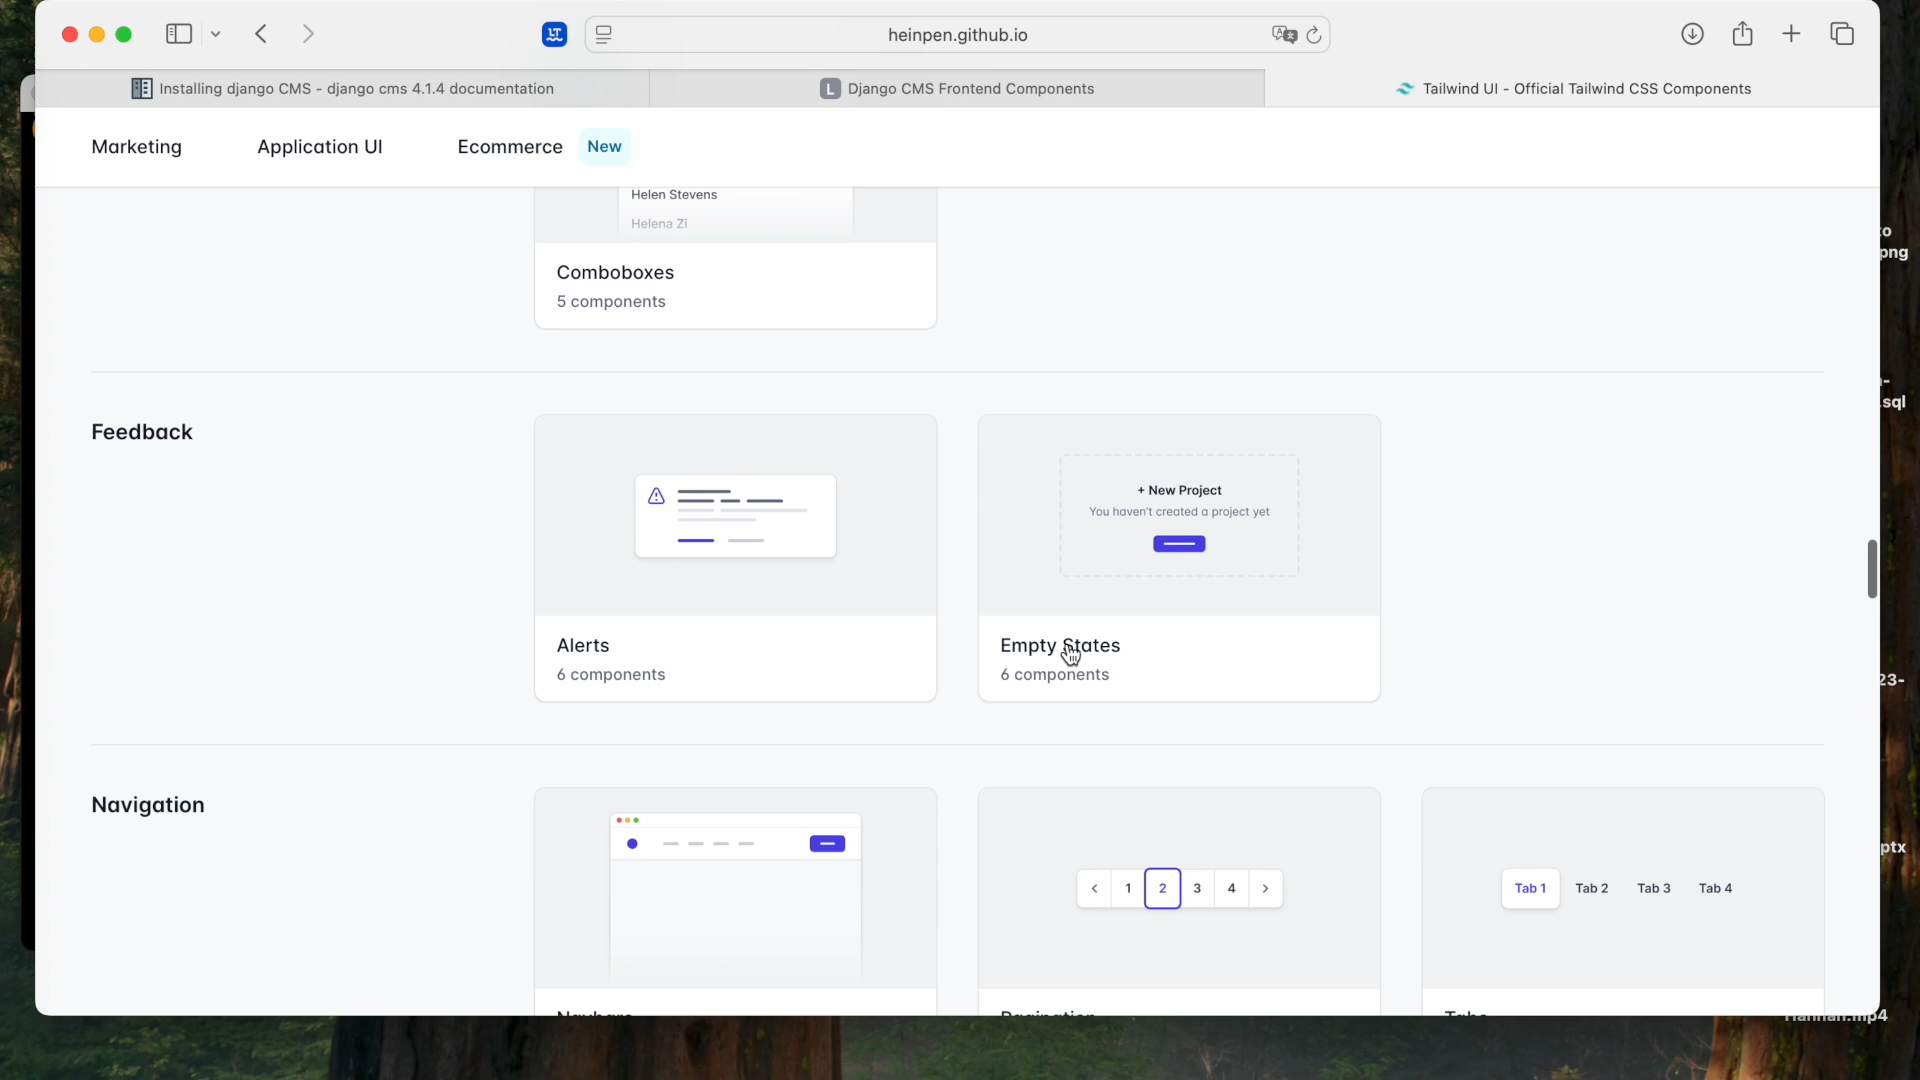 heinpen.github.io
Installing django CMS - django cms 4.1.4 documentation
L Django CMS Frontend Components
Tailwind UI - Official Tailwind CSS Components
Marketing
Application UI
Ecommerce
New
Helen Stevens
Helena Zi
Comboboxes
5 components
Feedback
+ New Project
You haven't created a project yet
Alerts
6 components
Empty States
6 components
Navigation
1 2 3 4
Tab 1 Tab 2 Tab 3 Tab 4
Navbars
Pagination
Tabs
png
.sql
23-
ptx